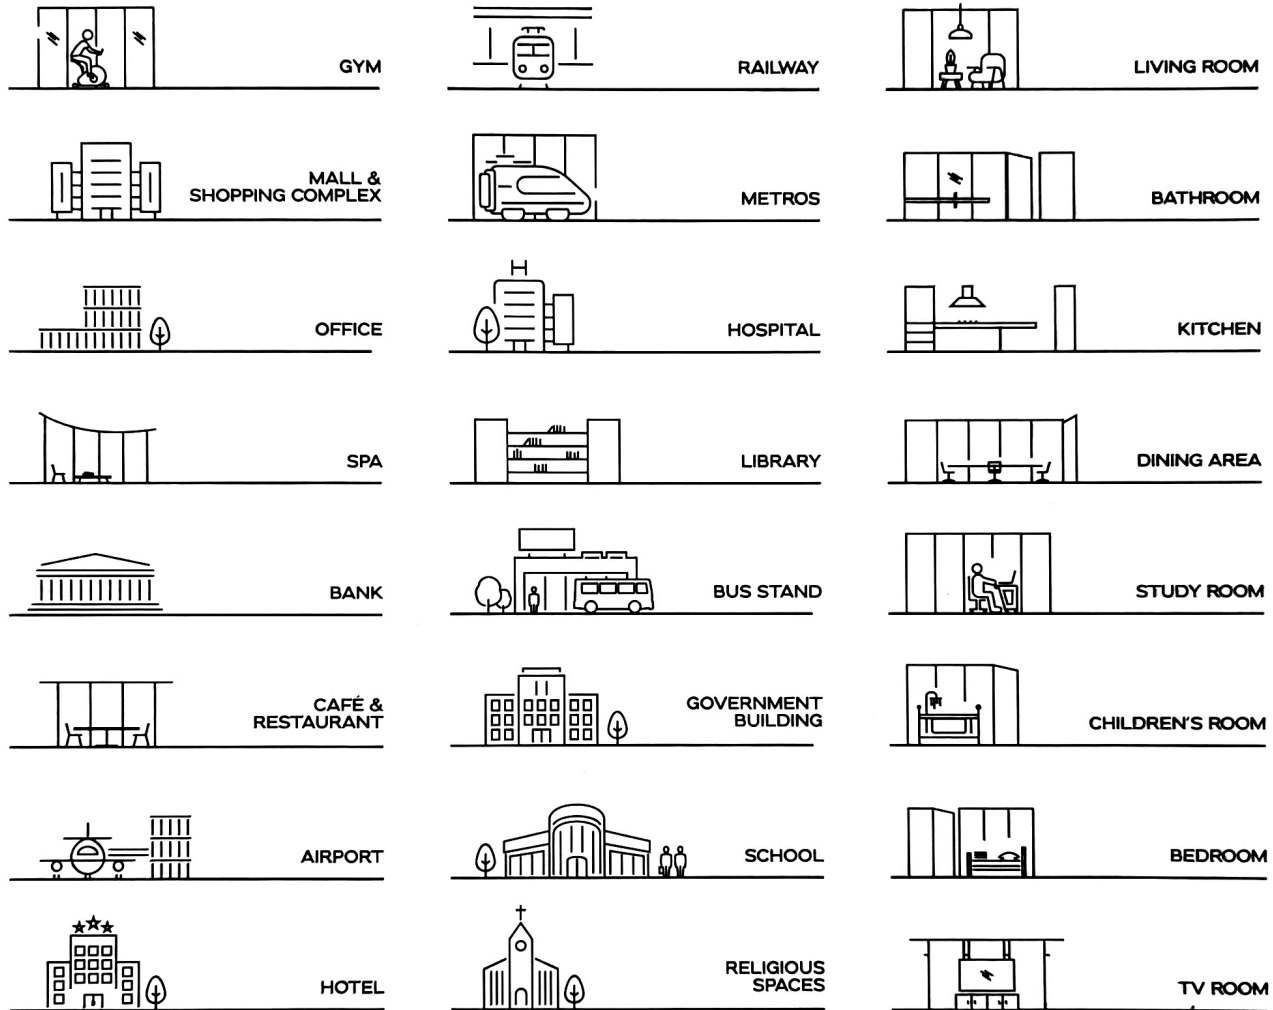 GYM
MALL &
SHOPPING COMPLEX
OFFICE
SPA
BANK
CAFÉ &
RESTAURANT
AIRPORT
HOTEL
RAILWAY
METROS
H
HOSPITAL
LIBRARY
BUS STAND
GOVERNMENT
BUILDING
SCHOOL
RELIGIOUS
SPACES
LIVING ROOM
BATHROOM
KITCHEN
DINING AREA
STUDY ROOM
CHILDREN'S ROOM
BEDROOM
TV ROOM